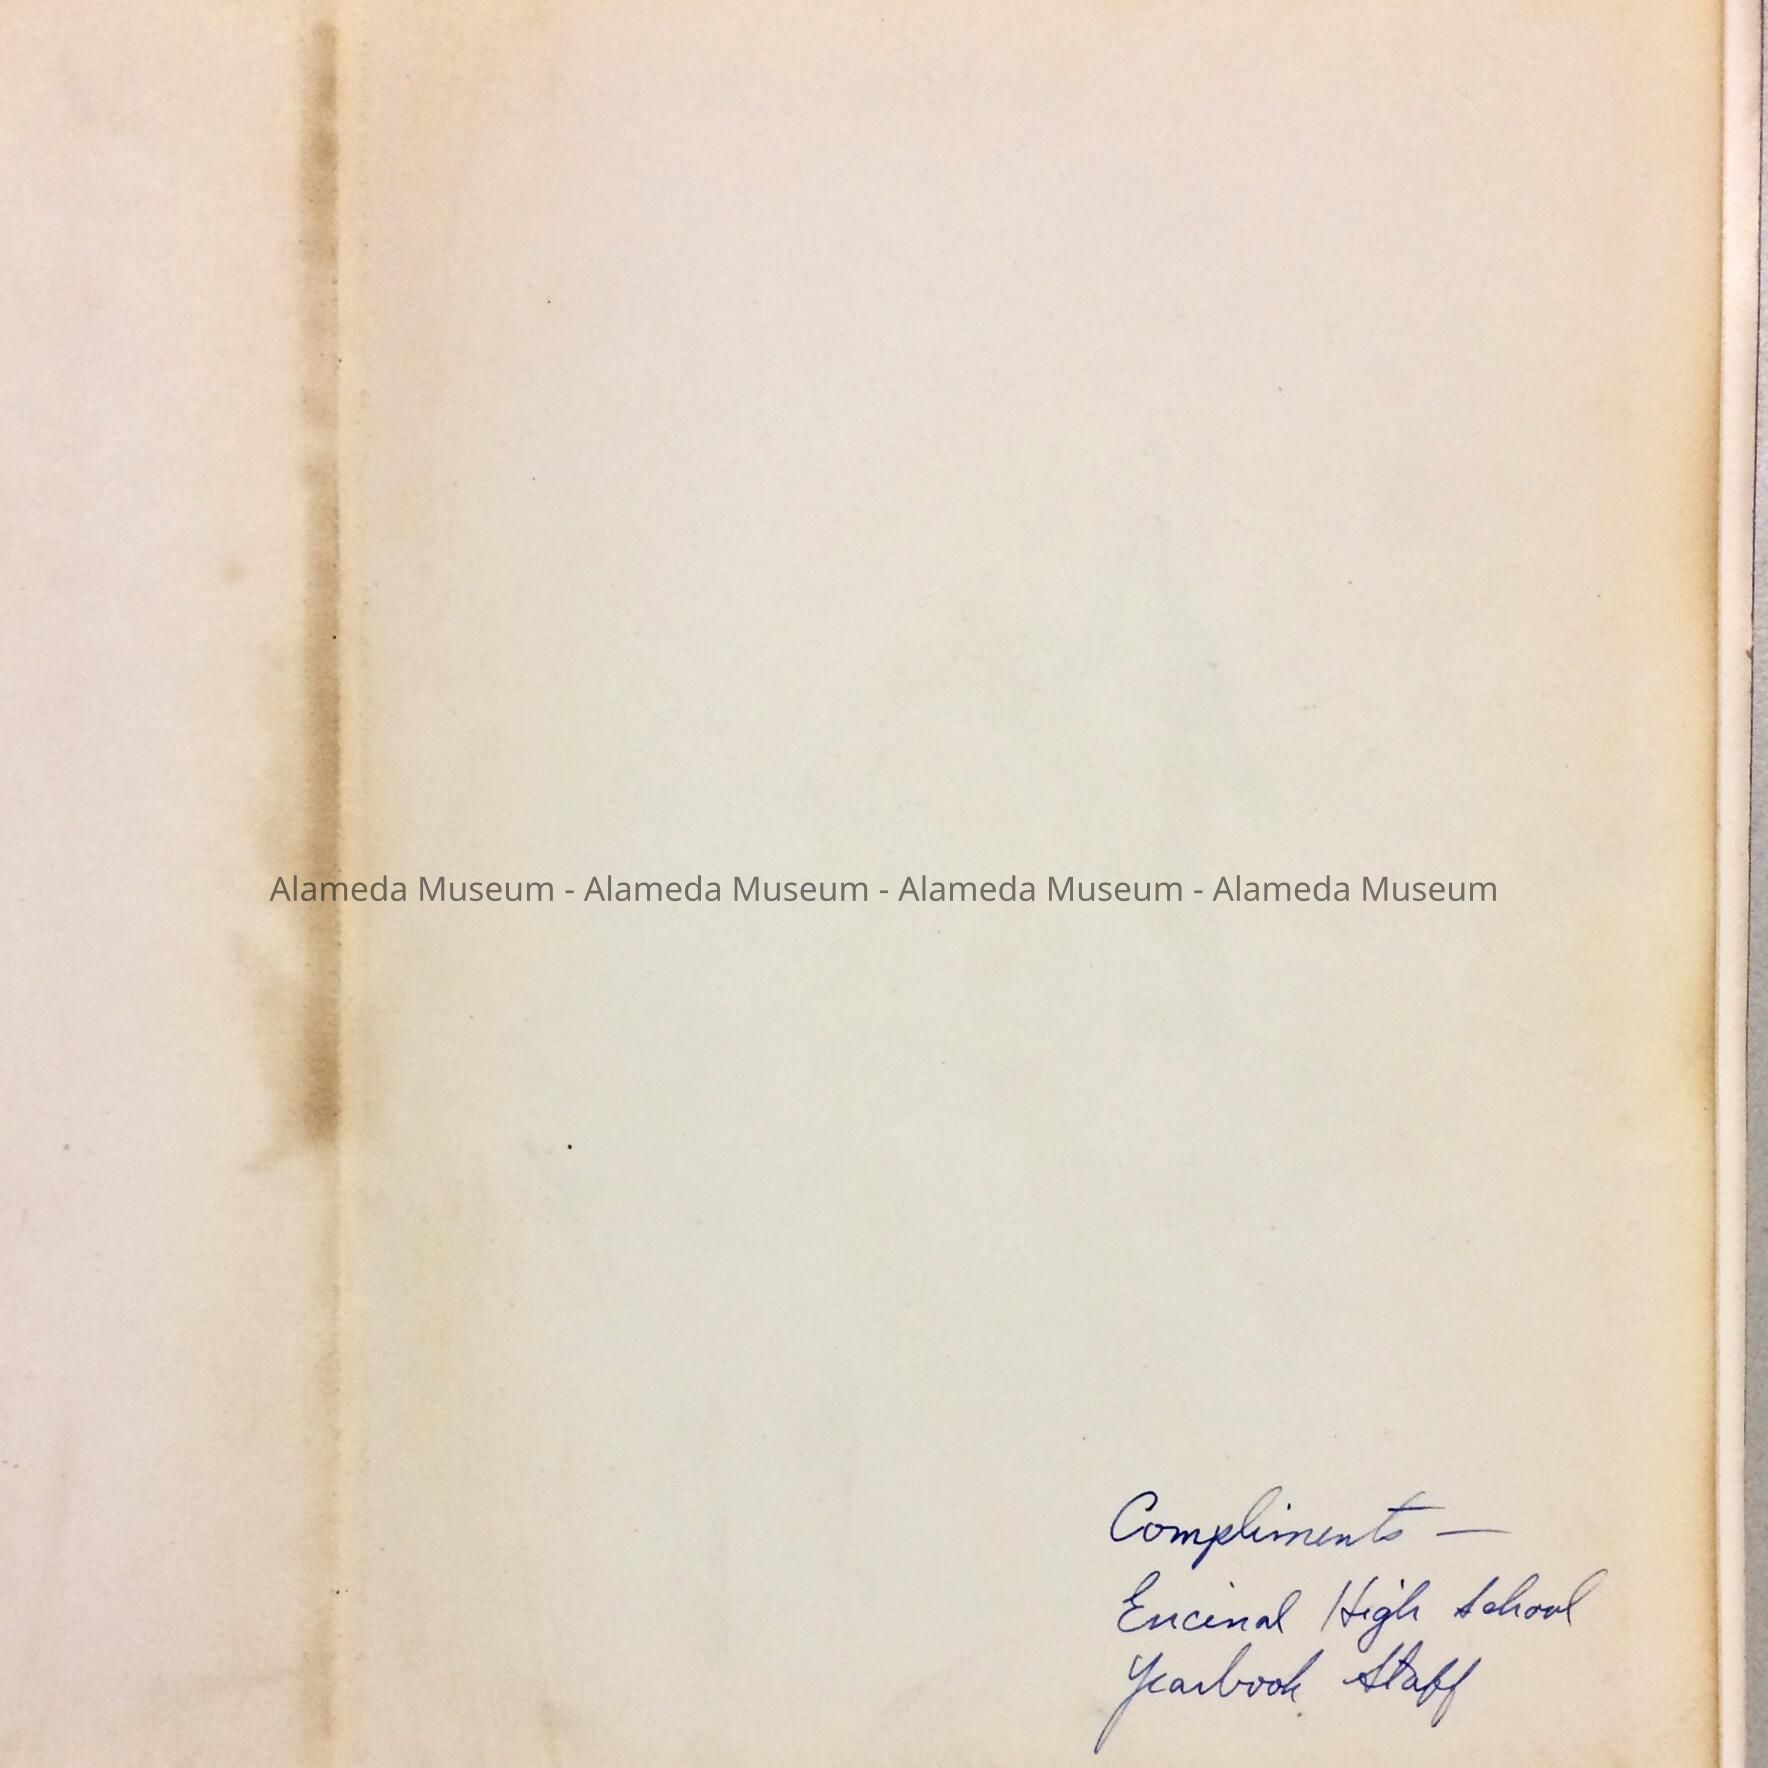 Alameda Museum - Alameda Museum - Alameda Museum - Alameda Museum
Compliments —
Encinal High School
Yearbook Staff